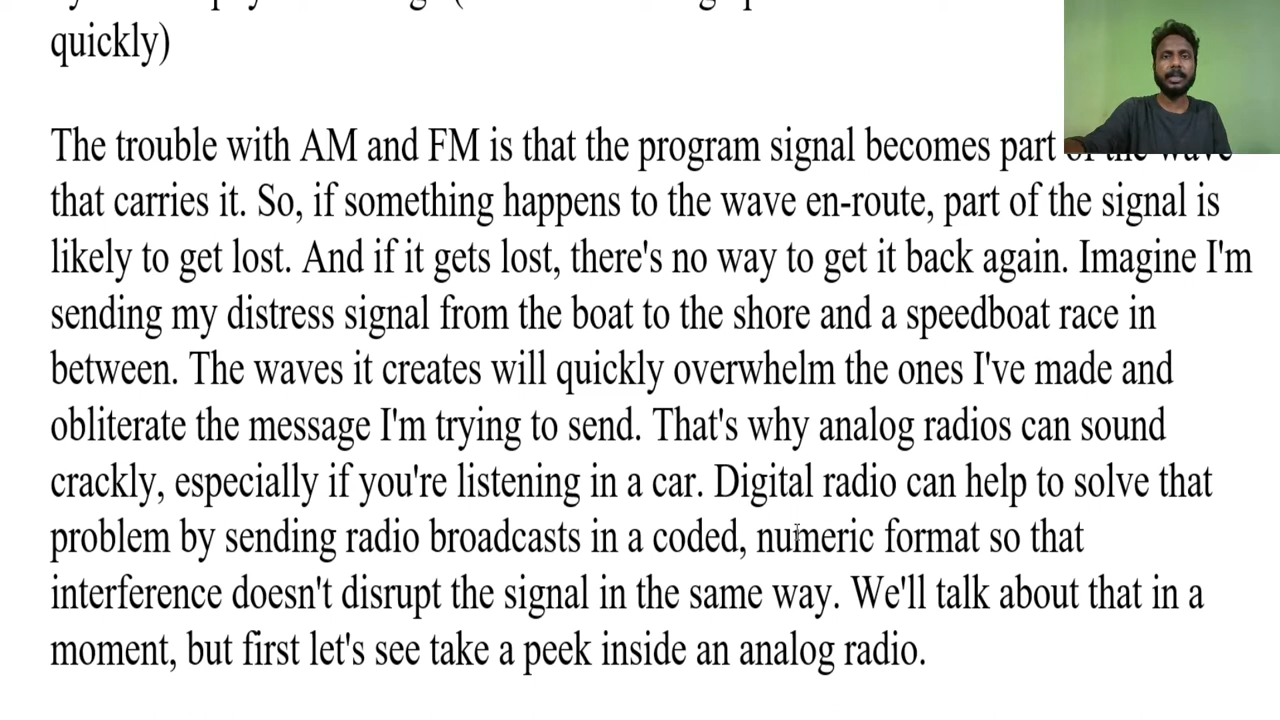 quickly)
The trouble with AM and FM is that the program signal becomes part of the wave
that carries it. So, if something happens to the wave en-route, part of the signal is
likely to get lost. And if it gets lost, there's no way to get it back again. Imagine I'm
sending my distress signal from the boat to the shore and a speedboat race in
between. The waves it creates will quickly overwhelm the ones I've made and
obliterate the message I'm trying to send. That's why analog radios can sound
crackly, especially if you're listening in a car. Digital radio can help to solve that
problem by sending radio broadcasts in a coded, numeric format so that
interference doesn't disrupt the signal in the same way. We'll talk about that in a
moment, but first let's see take a peek inside an analog radio.